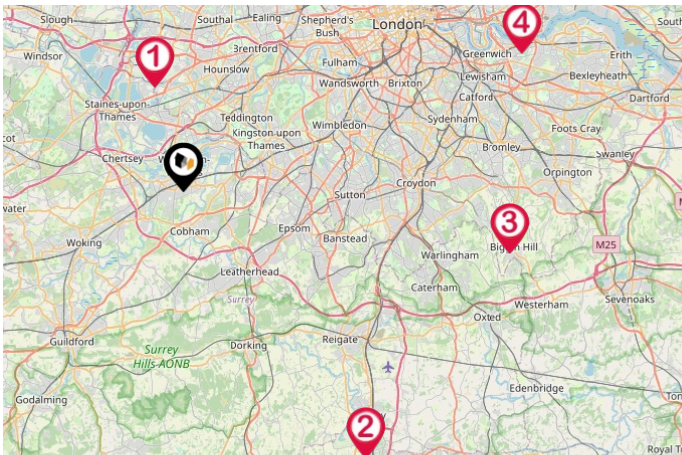 London
4
Slough
Southal
Ealing
Shepherd's
Bush
South
1
Brentford
Greenwich
Erith
Windsor
Hounslow
Fulham
Wandsworth
Brixton
Lewisham
Bexleyheath
Catford
Dartford
Staines-upon-
Thames
Teddington
Sydenham
Kingston upon
Thames
Wimbledon
Foots Cray
Bromley
Chertsey
Swanley
Orpington
Croydon
Sutton
3
Cobham
Epsom
Banstead
Woking
Warlingham
M25
Leatherhead
Surrey
Caterham
Westerham
Sevenoaks
Oxted
Guildford
Dorking
Reigate
Surrey
Hills AONB
Edenbridge
Godalming
2
Royal T